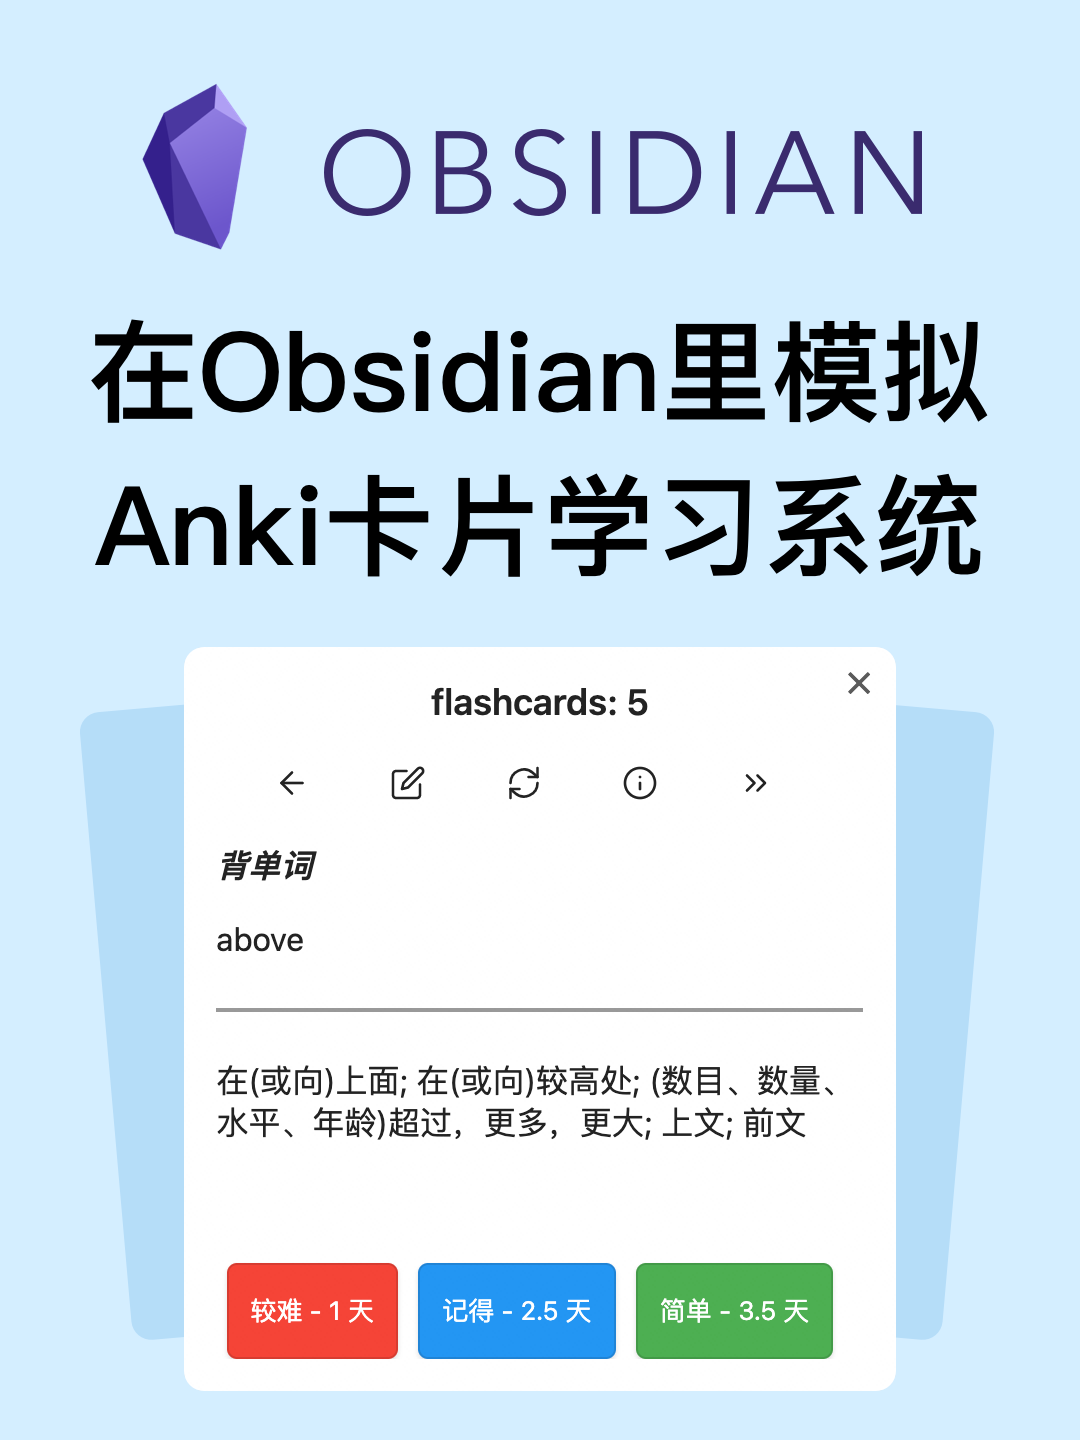 OBSIDIAN
在Obsidian里模拟
Anki卡片学习系统
flashcards: 5
背单词
above
在(或向)上面; 在(或向)较高处; (数目、数量、
水平、年龄)超过，更多，更大; 上文; 前文
较难 - 1 天
记得 - 2.5 天
简单 - 3.5 天